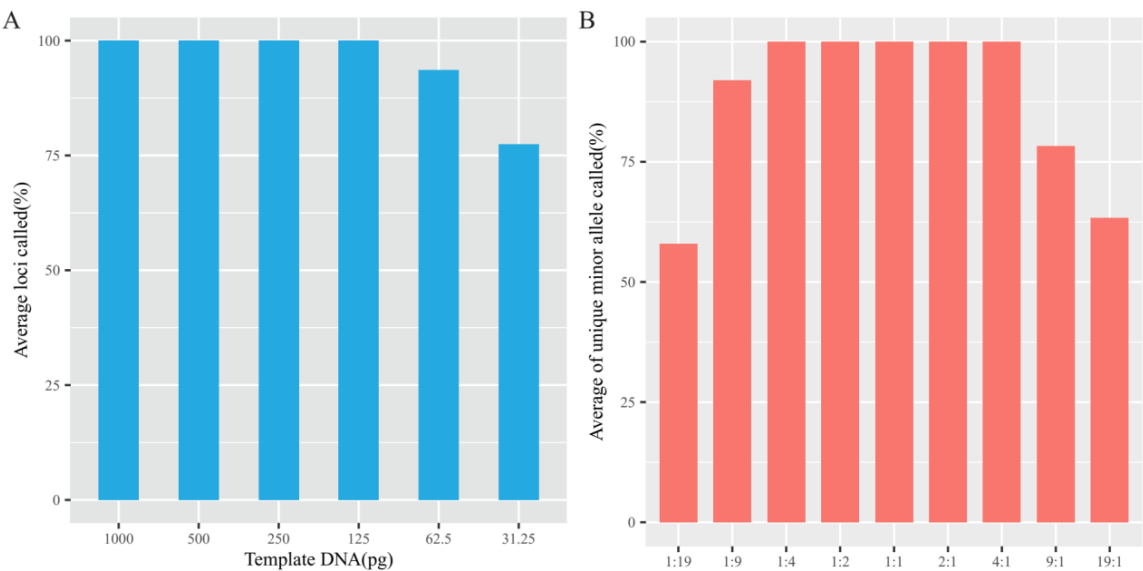 A
Average loci called(%)
100
75
50
25
0
1000 500 250 125 62.5 31.25
Template DNA(pg)
B
Average of unique minor allele called(%)
100
75
50
25
0
1:19 1:9 1:4 1:2 1:1 2:1 4:1 9:1 19:1